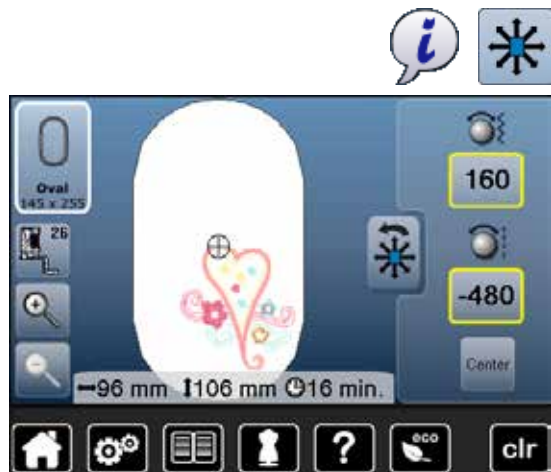 i
Oval
145 x 255
26
160
-480
Center
96 mm 106 mm 16 min.
?
eco
clr